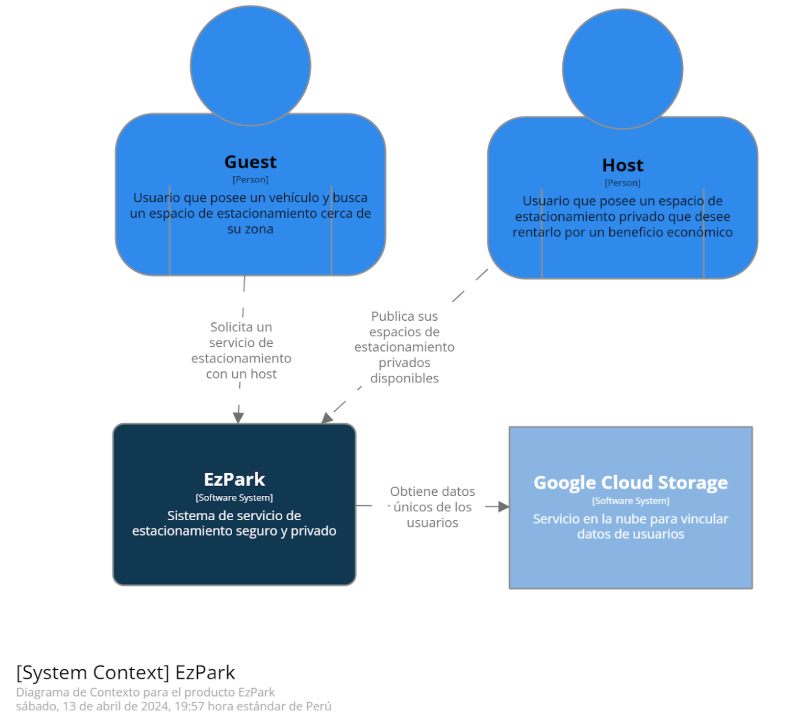 Guest
[Person]
Usuario que posee un vehículo y busca
un espacio de estacionamiento cerca de
su zona
Host
[Person]
Usuario que posee un espacio de
estacionamiento privado que desee
rentarlo por un beneficio económico
Solicita un
servicio de
estacionamiento
con un host
Publica sus
espacios de
estacionamiento
privados
disponibles
EzPark
[Software System]
Sistema de servicio de
estacionamiento seguro y privado
Obtiene datos
únicos de los
usuarios
Google Cloud Storage
[Software System]
Servicio en la nube para vincular
datos de usuarios
[System Context] EzPark
Diagrama de Contexto para el producto EzPark
sábado, 13 de abril de 2024, 19:57 hora estándar de Perú